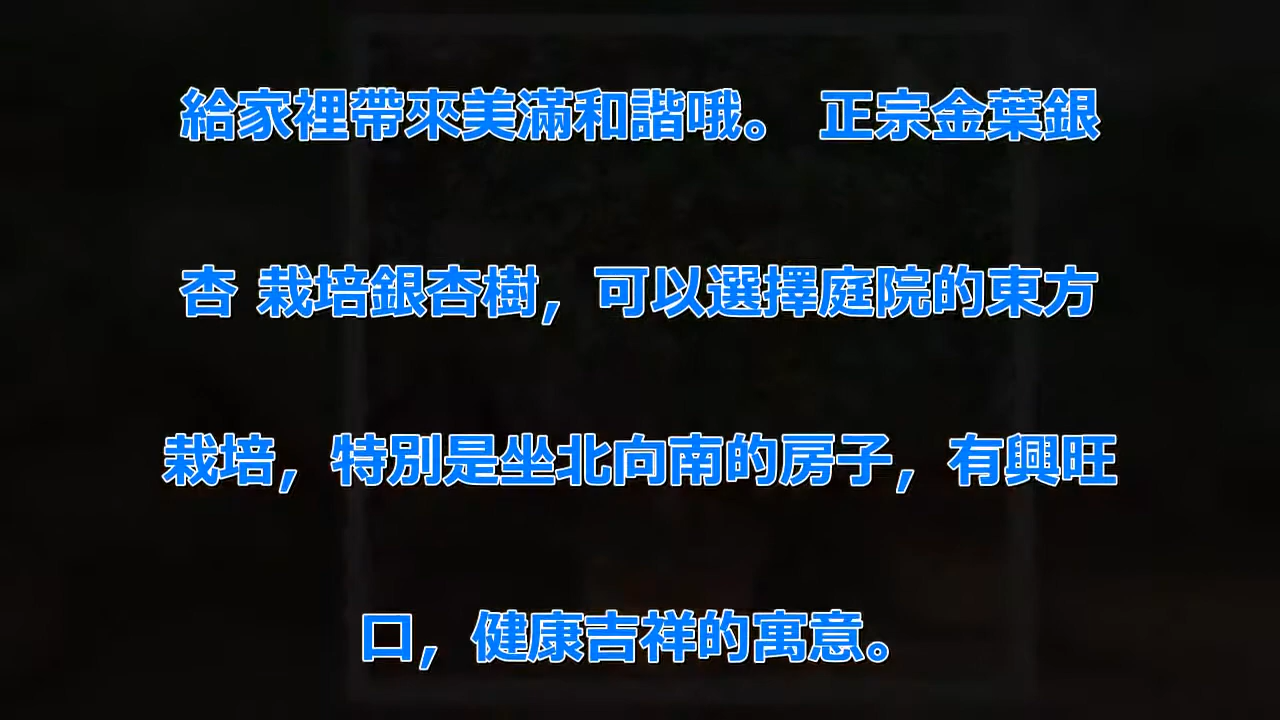 給家裡帶來美滿和諧哦。 正宗金葉銀
杏 栽培銀杏樹，可以選擇庭院的東方
栽培，特別是坐北向南的房子，有興旺
口，健康吉祥的寓意。